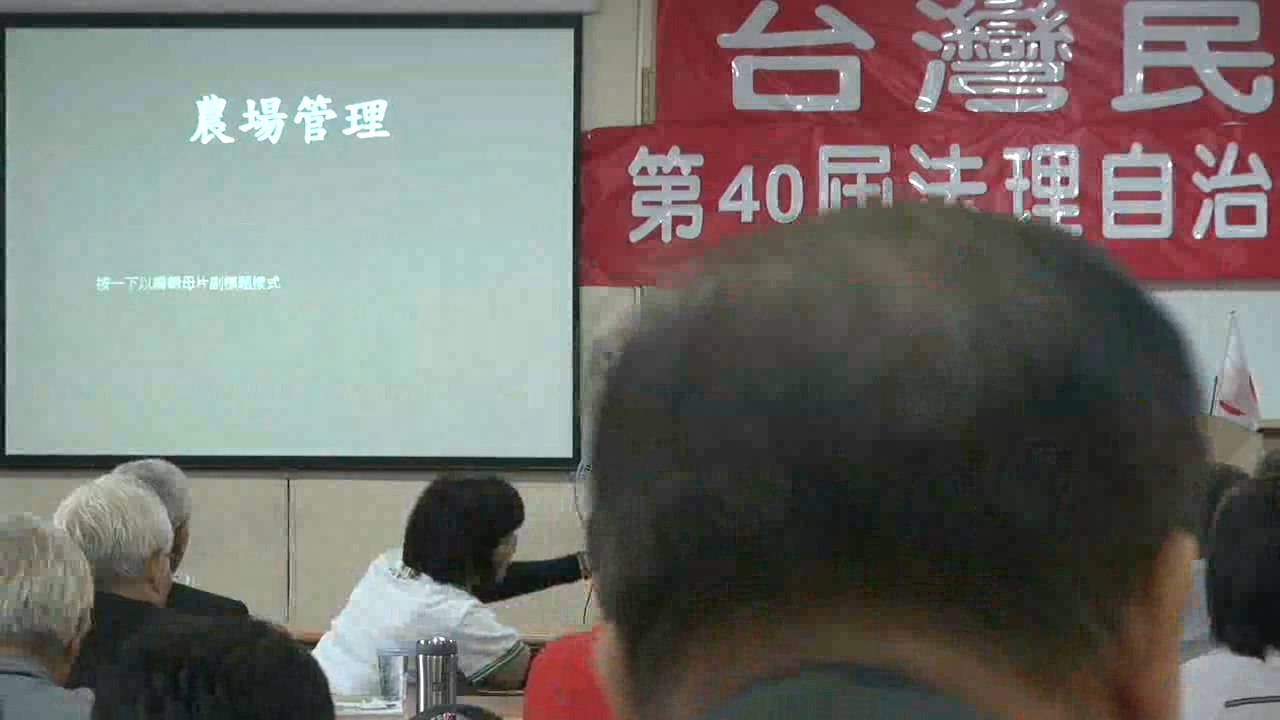 農場管理
按一下以編輯母片副標題樣式
台灣民
第40屆法理自治